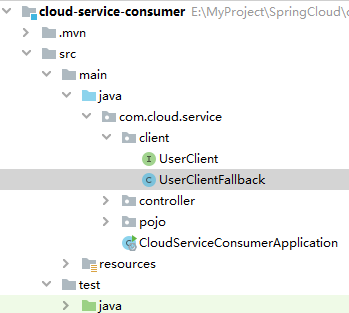 cloud-service-consumer E:\MyProject\SpringCloud\
.mvn
src
main
java
com.cloud.service
client
I UserClient
C UserClientFallback
controller
pojo
CloudServiceConsumerApplication
resources
test
java